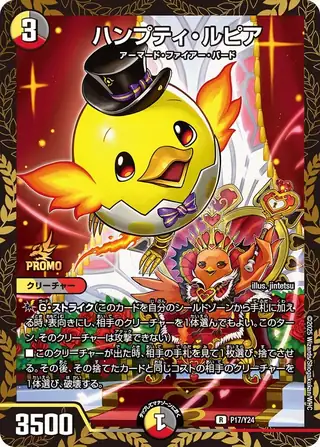 3
ハンプティ・ルピア
アーマード・ファイアー・バード
PROMO
クリーチャー
illus. jintetsu
G・ストライク(このカードを自分のシールドゾーンから手札に加え
る時、表向きにし、相手のクリーチャーを1体選んでもよい。このター
ン、そのクリーチャーは攻撃できない)
■このクリーチャーが出た時、相手の手札を見て1枚選び、捨てさせ
る。その後、その捨てたカードと同じコストの相手のクリーチャーを
1体選び、破壊する。
3500
1
R P17/Y24